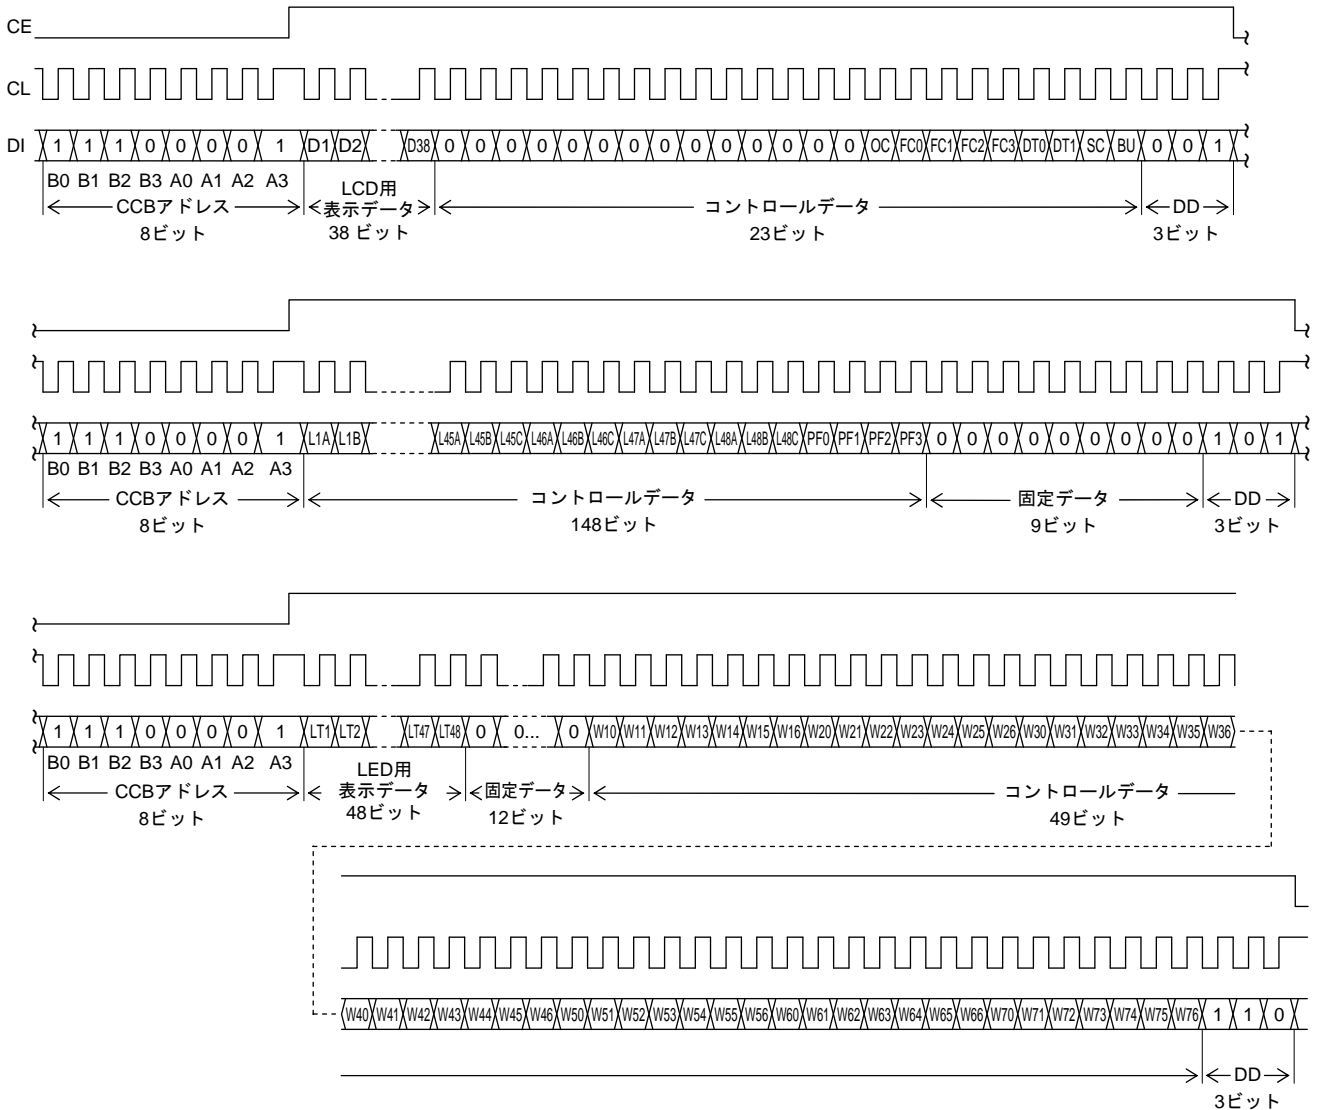 CE
CL
DI 1 1 1 0 0 0 0 1 D1 D2 D38 0 0 0 0 0 0 0 0 0 0 0 0 0 0 OC FC0 FC1 FC2 FC3 DT0 DT1 SC BU 0 0 1
B0 B1 B2 B3 A0 A1 A2 A3
CCBアドレス
8ビット
LCD用
表示データ
38 ビット
コントロールデータ
23ビット
DD
3ビット
1 1 1 0 0 0 0 1 L1A L1B L45A L45B L45C L46A L46B L46C L47A L47B L47C L48A L48B L48C PF0 PF1 PF2 PF3 0 0 0 0 0 0 0 0 0 1 0 1
B0 B1 B2 B3 A0 A1 A2 A3
CCBアドレス
8ビット
コントロールデータ
148ビット
固定データ
9ビット
DD
3ビット
1 1 1 0 0 0 0 1 LT1 LT2 LT47 LT48 0 0... 0 W10 W11 W12 W13 W14 W15 W16 W20 W21 W22 W23 W24 W25 W26 W30 W31 W32 W33 W34 W35 W36
B0 B1 B2 B3 A0 A1 A2 A3
CCBアドレス
8ビット
LED用
表示データ
48ビット
固定データ
12ビット
コントロールデータ
49ビット
W40 W41 W42 W43 W44 W45 W46 W50 W51 W52 W53 W54 W55 W56 W60 W61 W62 W63 W64 W65 W66 W70 W71 W72 W73 W74 W75 W76 1 1 0
DD
3ビット